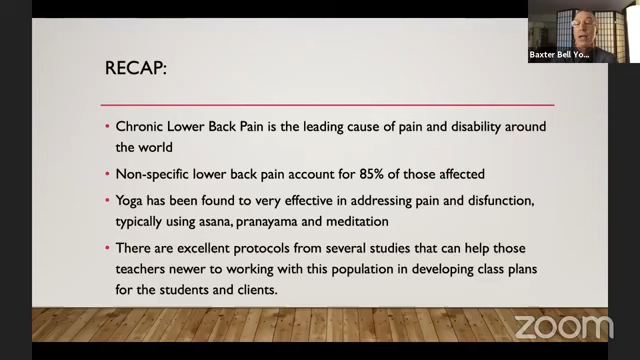 Baxter Bell Yo...
RECAP:
• Chronic Lower Back Pain is the leading cause of pain and disability around
the world
• Non-specific lower back pain account for 85% of those affected
• Yoga has been found to very effective in addressing pain and disfunction,
typically using asana, pranayama and meditation
• There are excellent protocols from several studies that can help those
teachers newer to working with this population in developing class plans
for the students and clients.
zoom